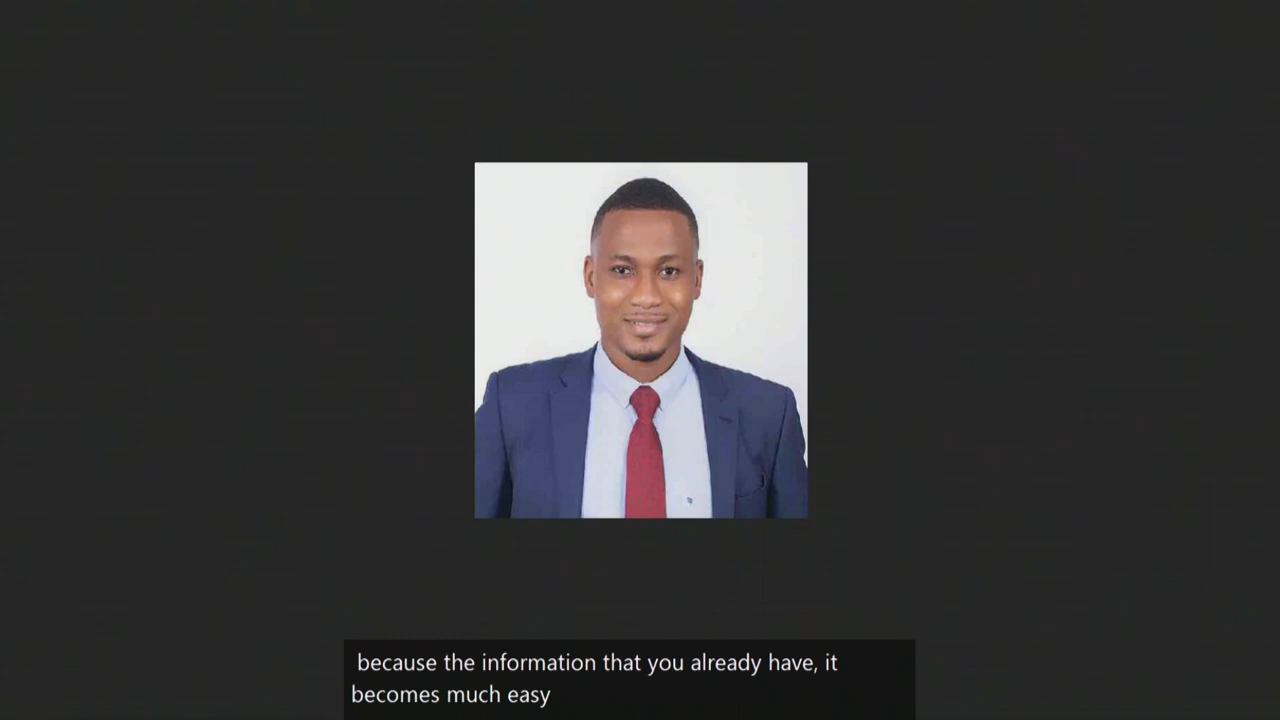 because the information that you already have, it
becomes much easy